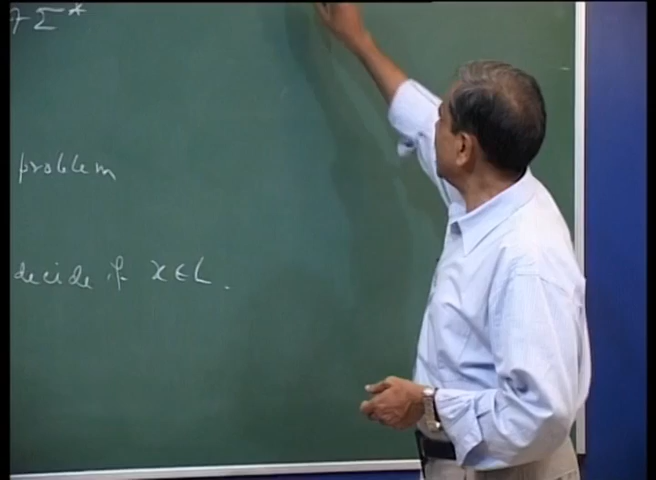 Σ*
problem
decide if x ∈ L.